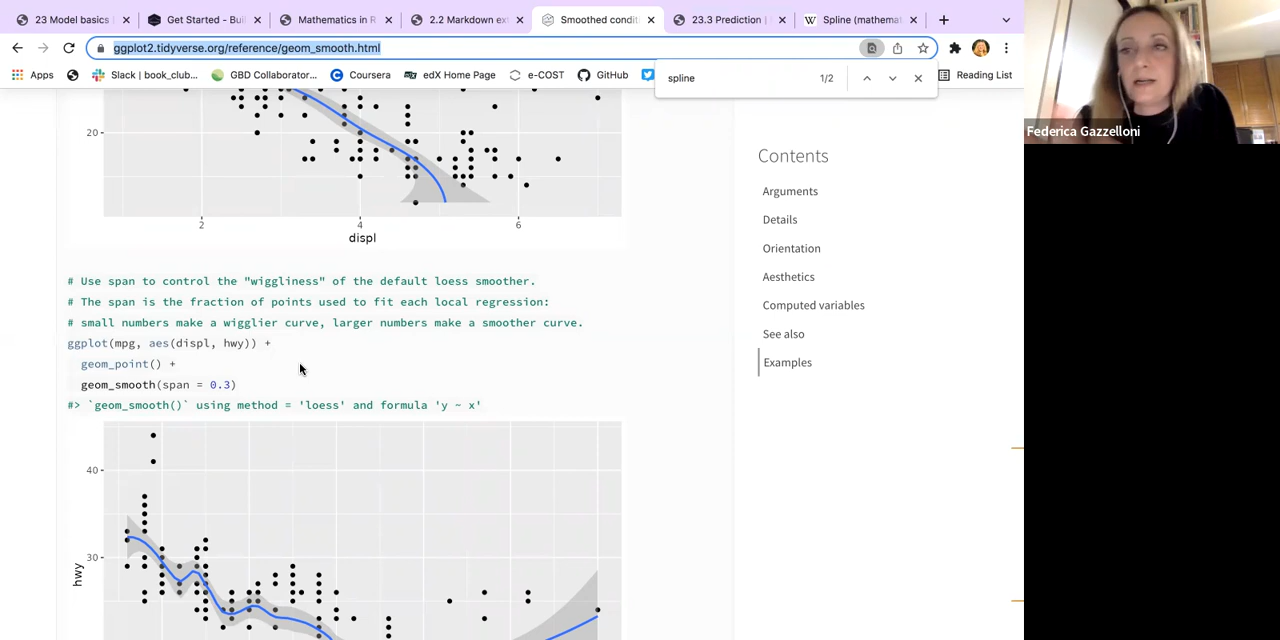 23 Model basics
Get Started - Bui
Mathematics in R
2.2 Markdown ex
Smoothed condit
23.3 Prediction |
Spline (mathema
ggplot2.tidyverse.org/reference/geom_smooth.html
Apps
Slack | book_club...
GBD Collaborator...
Coursera
edX Home Page
e-COST
GitHub
Reading List
spline
1/2
Federica Gazzelloni
20
2
4
6
displ
# Use span to control the "wiggliness" of the default loess smoother.
# The span is the fraction of points used to fit each local regression:
# small numbers make a wigglier curve, larger numbers make a smoother curve.
ggplot(mpg, aes(displ, hwy)) +
geom_point() +
geom_smooth(span = 0.3)
#> `geom_smooth()` using method = 'loess' and formula 'y ~ x'
40
30
hwy
Contents
Arguments
Details
Orientation
Aesthetics
Computed variables
See also
Examples